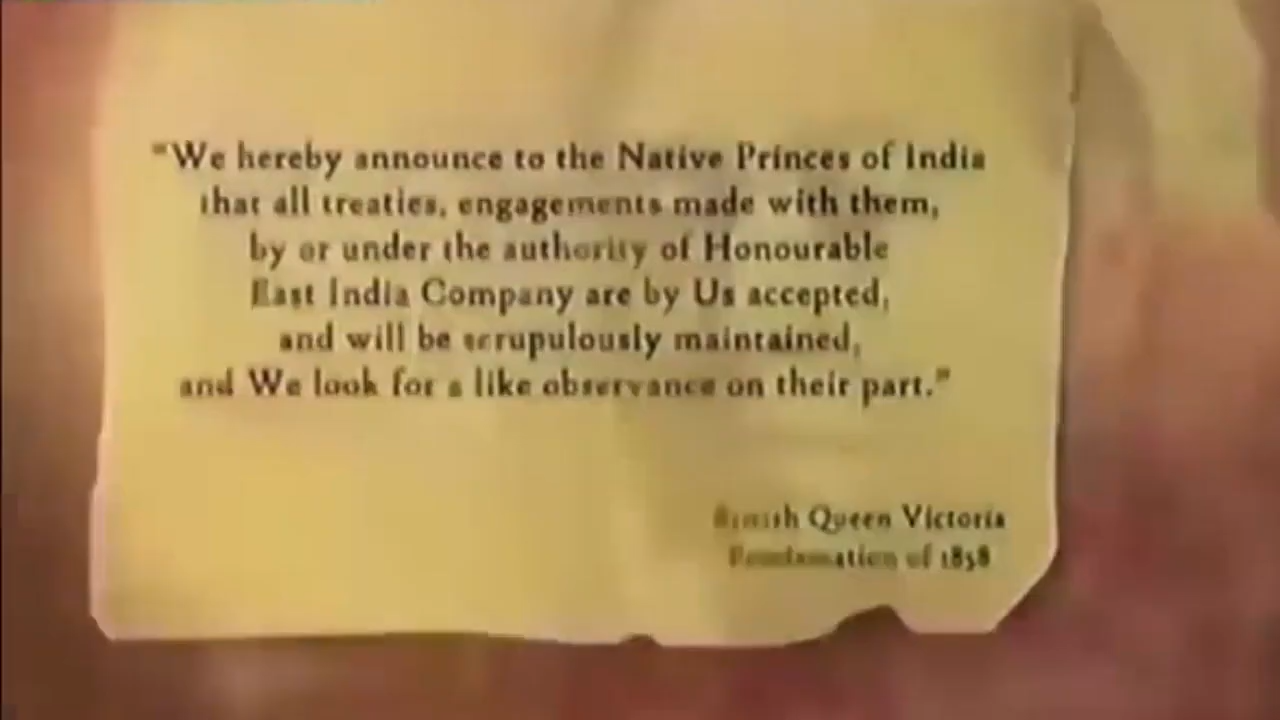 "We hereby announce to the Native Princes of India
that all treaties, engagements made with them,
by or under the authority of Honourable
East India Company are by Us accepted,
and will be scrupulously maintained,
and We look for a like observance on their part."
British Queen Victoria
Proclamation of 1858